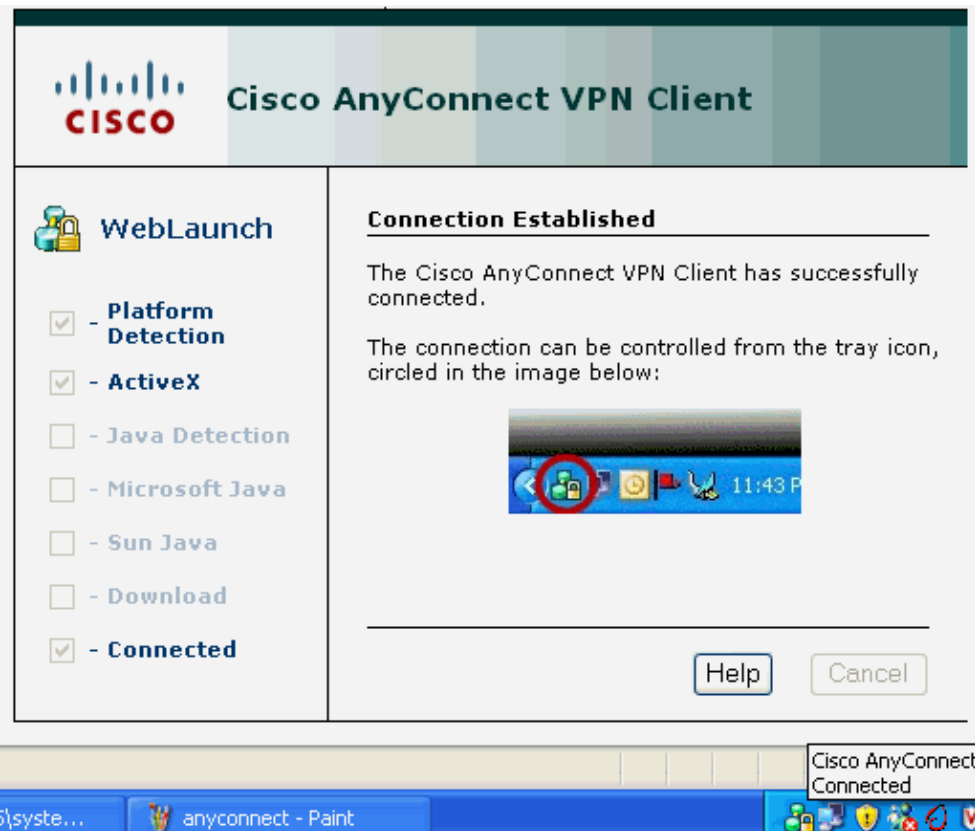 CISCO
Cisco AnyConnect VPN Client
WebLaunch
- Platform
Detection
- ActiveX
- Java Detection
- Microsoft Java
- Sun Java
- Download
- Connected
Connection Established
The Cisco AnyConnect VPN Client has successfully
connected.
The connection can be controlled from the tray icon,
circled in the image below:
11:43 P
Help
Cancel
Cisco AnyConnect
Connected
\syste...
anyconnect - Paint